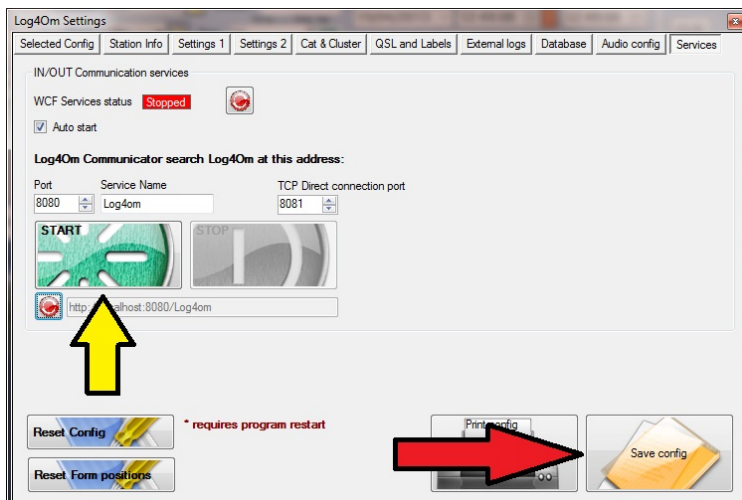 Log4Om Settings
Selected Config Station Info Settings 1 Settings 2 Cat & Cluster QSL and Labels External logs Database Audio config Services
IN/OUT Communication services
WCF Services status Stopped
Auto start
Log4Om Communicator search Log4Om at this address:
Port Service Name TCP Direct connection port
8080 Log4om 8081
START STOP
http: alhost:8080/Log4om
Reset Config * requires program restart Print config
Save config
Reset Form positions